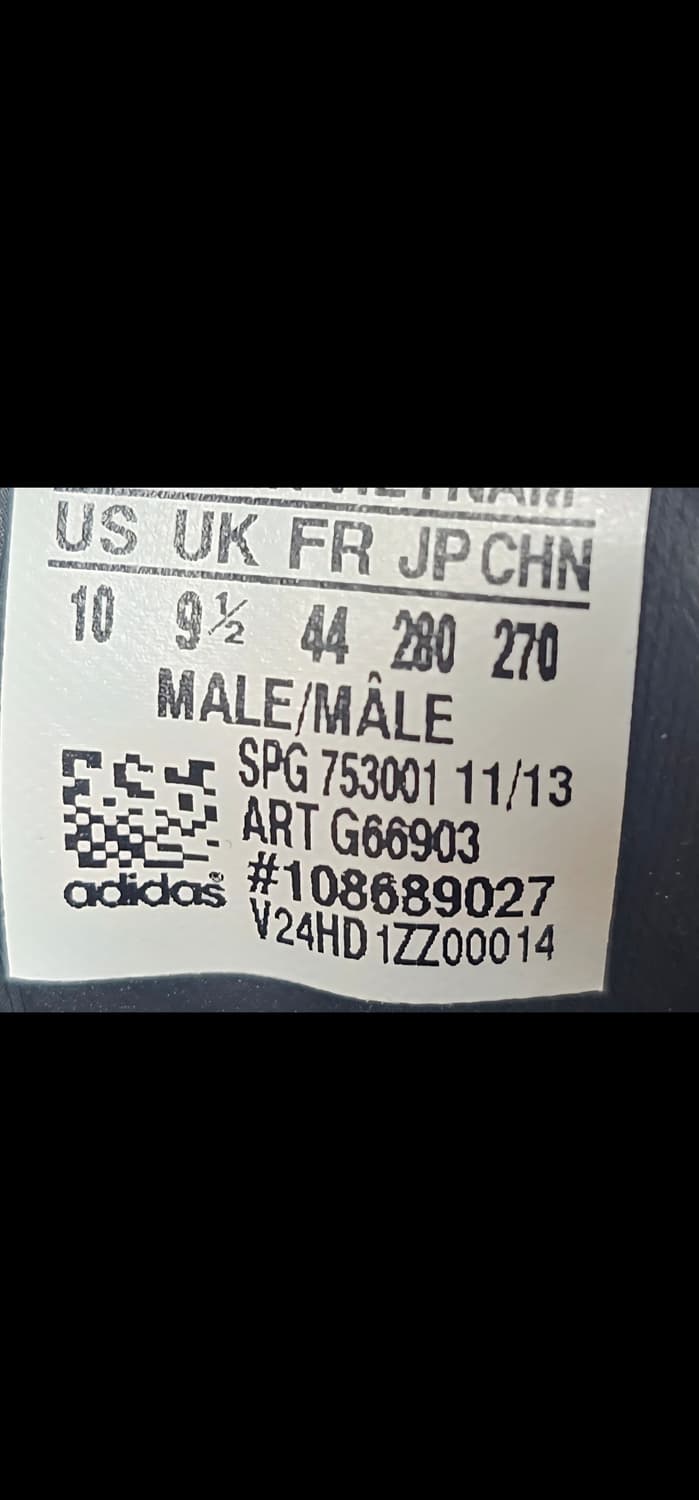 VIETNAM
US UK FR JP CHN
10 9½ 44 280 270
MALE/MÂLE
SPG 753001 11/13
ART G66903
#108689027
adidas®
V24HD1ZZ00014